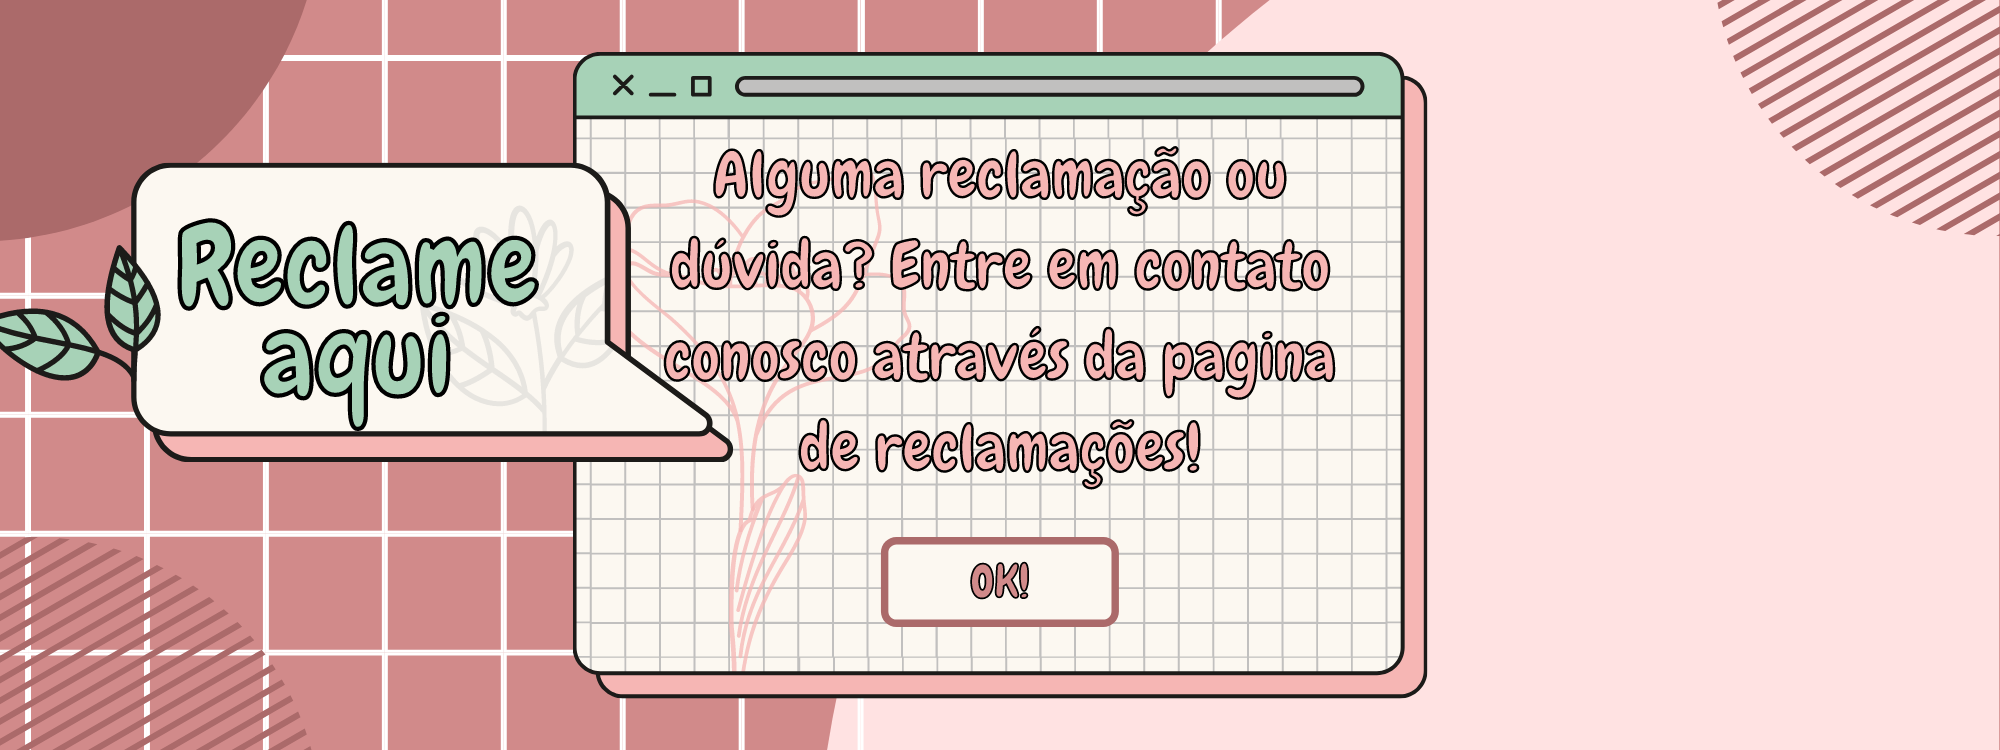 Reclame
aqui
Alguma reclamação ou
dúvida? Entre em contato
conosco através da pagina
de reclamações!
OK!